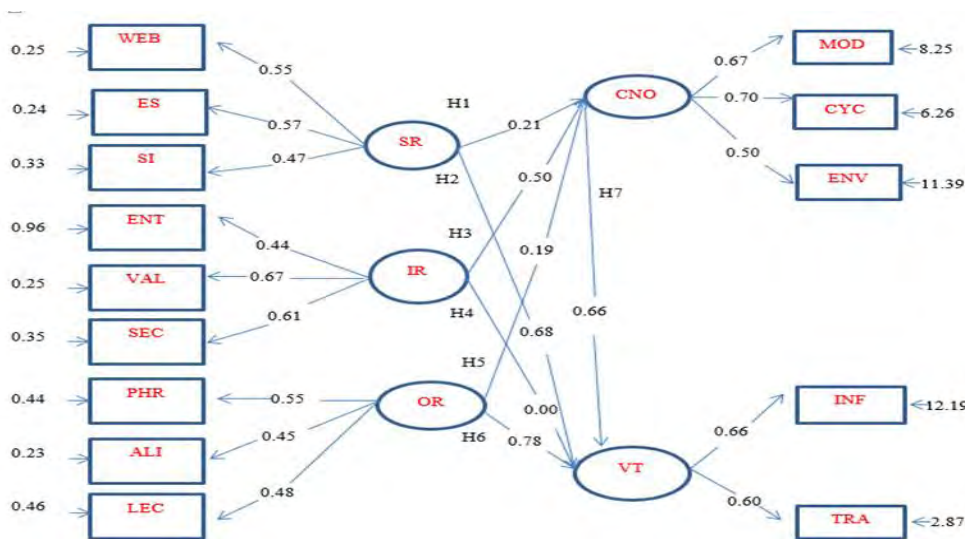 WEB
0.25
0.55
ES
0.24
0.57
SI
0.33
0.47
SR
H1
0.21
H2
CNO
0.67
MOD
8.25
0.70
CYC
6.26
0.50
ENV
11.39
ENT
0.96
0.44
VAL
0.25
0.67
SEC
0.35
0.61
IR
H3
0.50
H4
0.19
H7
0.68
0.66
PHR
0.44
0.55
ALI
0.23
0.45
LEC
0.46
0.48
OR
H5
0.00
H6
0.78
VT
0.66
INF
12.19
0.60
TRA
2.87